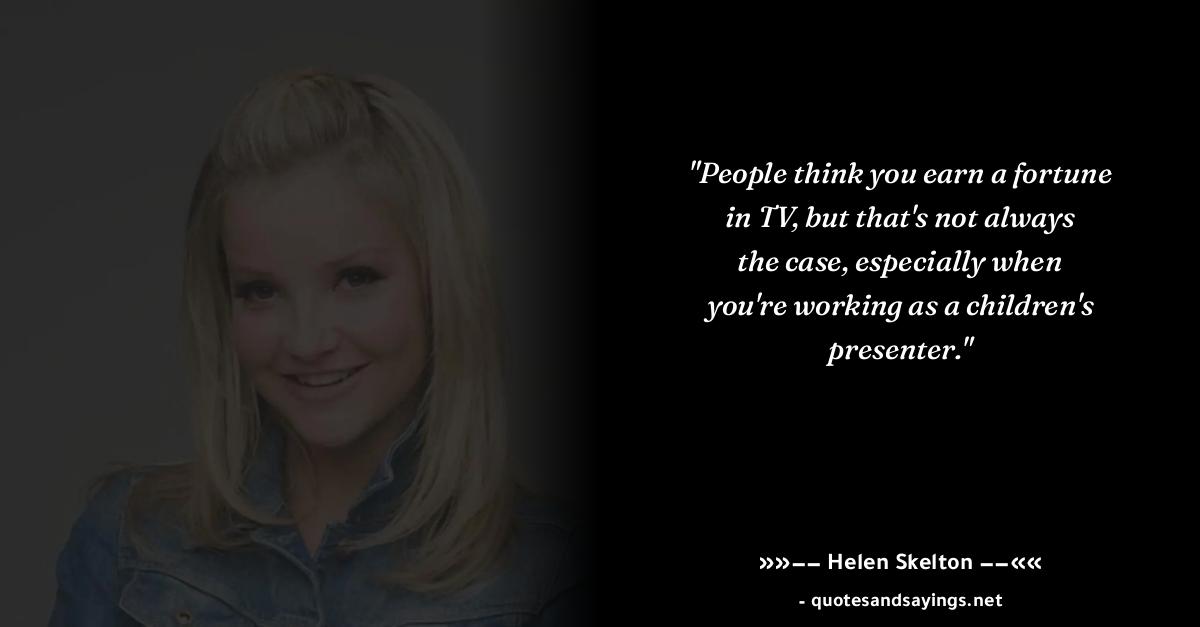 "People think you earn a fortune
in TV, but that's not always
the case, especially when
you're working as a children's
presenter."
»»–– Helen Skelton ––««
- quotesandsayings.net